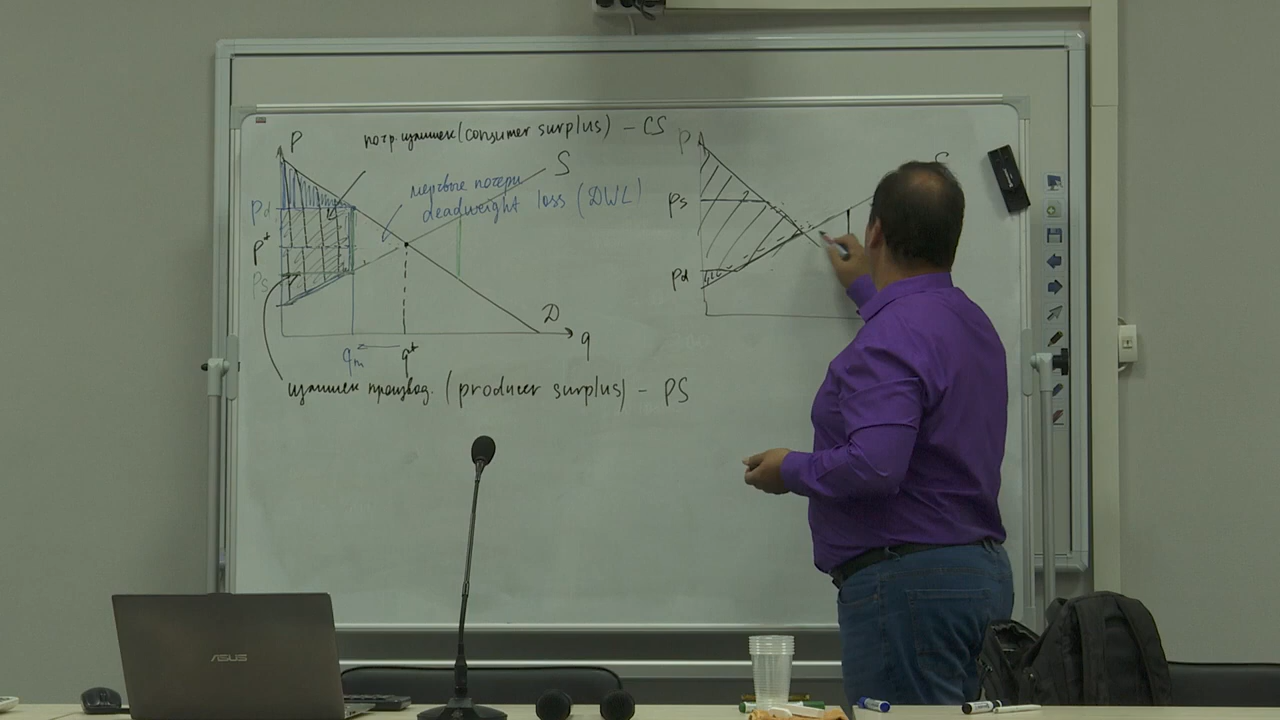 потр. излишек (consumer surplus) – CS
P
S
мертвые потери
deadweight loss (DWL)
Pd
P*
Ps
D
qm
q*
q
излишек производ. (producer surplus) – PS
P
S
Ps
Pd
ASUS